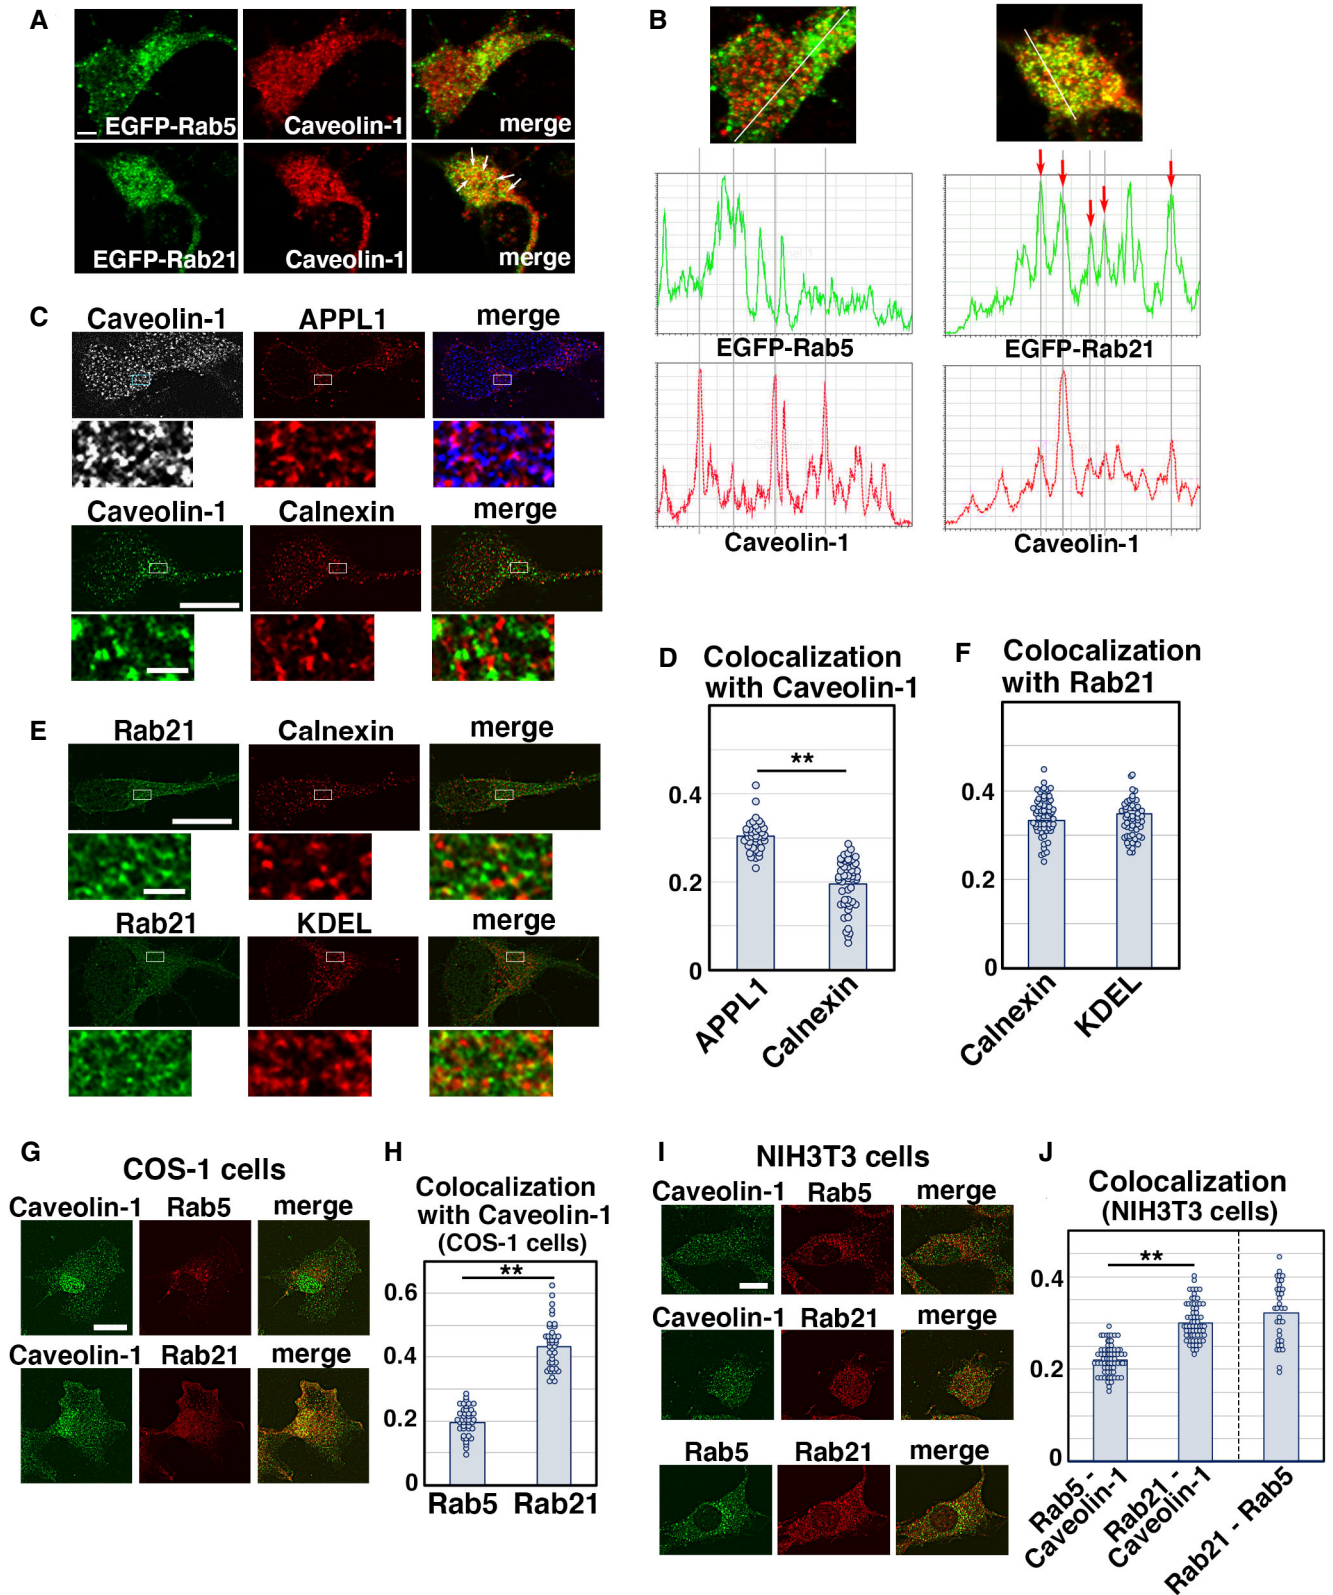 A
EGFP-Rab5
Caveolin-1
merge
EGFP-Rab21
Caveolin-1
merge
B
EGFP-Rab5
EGFP-Rab21
Caveolin-1
Caveolin-1
C
Caveolin-1
APPL1
merge
Caveolin-1
Calnexin
merge
D
Colocalization
with Caveolin-1
**
0.4
0.2
0
APPL1
Calnexin
E
Rab21
Calnexin
merge
Rab21
KDEL
merge
F
Colocalization
with Rab21
0.4
0.2
0
Calnexin
KDEL
G
COS-1 cells
Caveolin-1
Rab5
merge
Caveolin-1
Rab21
merge
H
Colocalization
with Caveolin-1
(COS-1 cells)
**
0.6
0.4
0.2
0
Rab5
Rab21
I
NIH3T3 cells
Caveolin-1
Rab5
merge
Caveolin-1
Rab21
merge
Rab5
Rab21
merge
J
Colocalization
(NIH3T3 cells)
**
0.4
0.2
0
Rab5 -
Caveolin-1
Rab21 -
Caveolin-1
Rab21 - Rab5